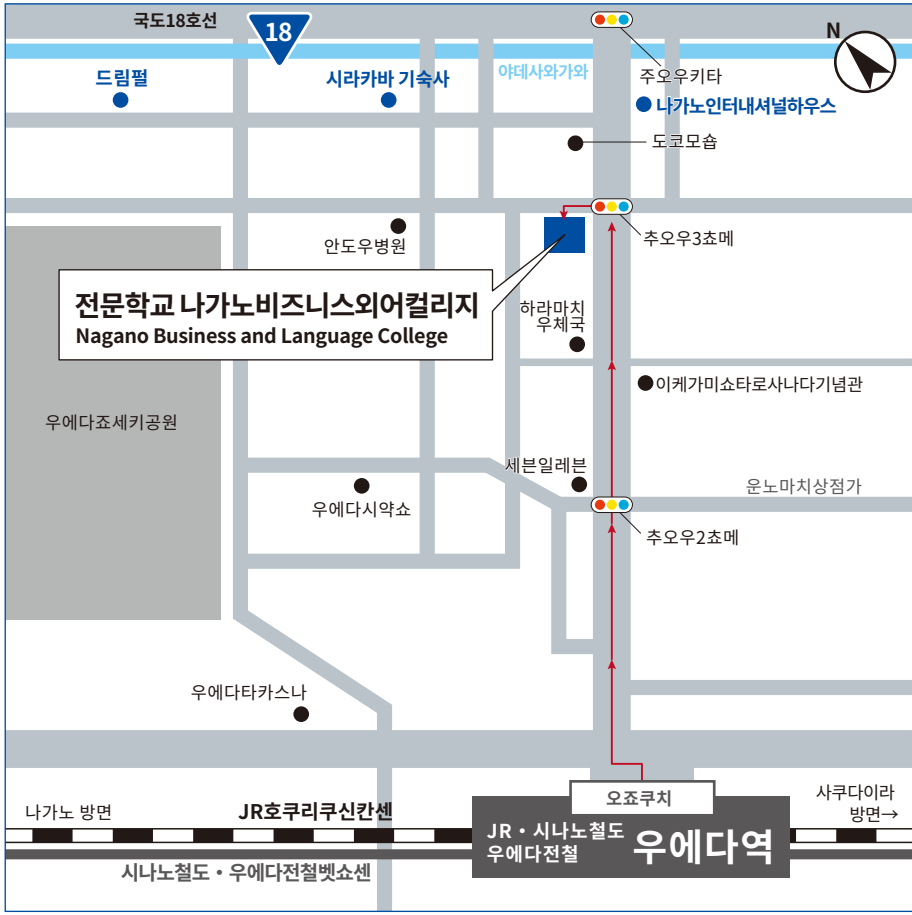 국도18호선
18
N
드림펄
시라카바 기숙사
야데사와가와
주오우키타
나가노인터내셔널하우스
도코모숍
안도우병원
추오우3쵸메
전문학교 나가노비즈니스외어컬리지
Nagano Business and Language College
하라마치
우체국
이케가미쇼타로사나다기념관
우에다죠세키공원
세븐일레븐
운노마치상점가
우에다시약쇼
추오우2쵸메
우에다타카스나
오죠쿠치
나가노 방면
JR호쿠리쿠신칸센
사쿠다이라
방면→
JR・시나노철도
우에다전철
우에다역
시나노철도・우에다전철벳쇼센